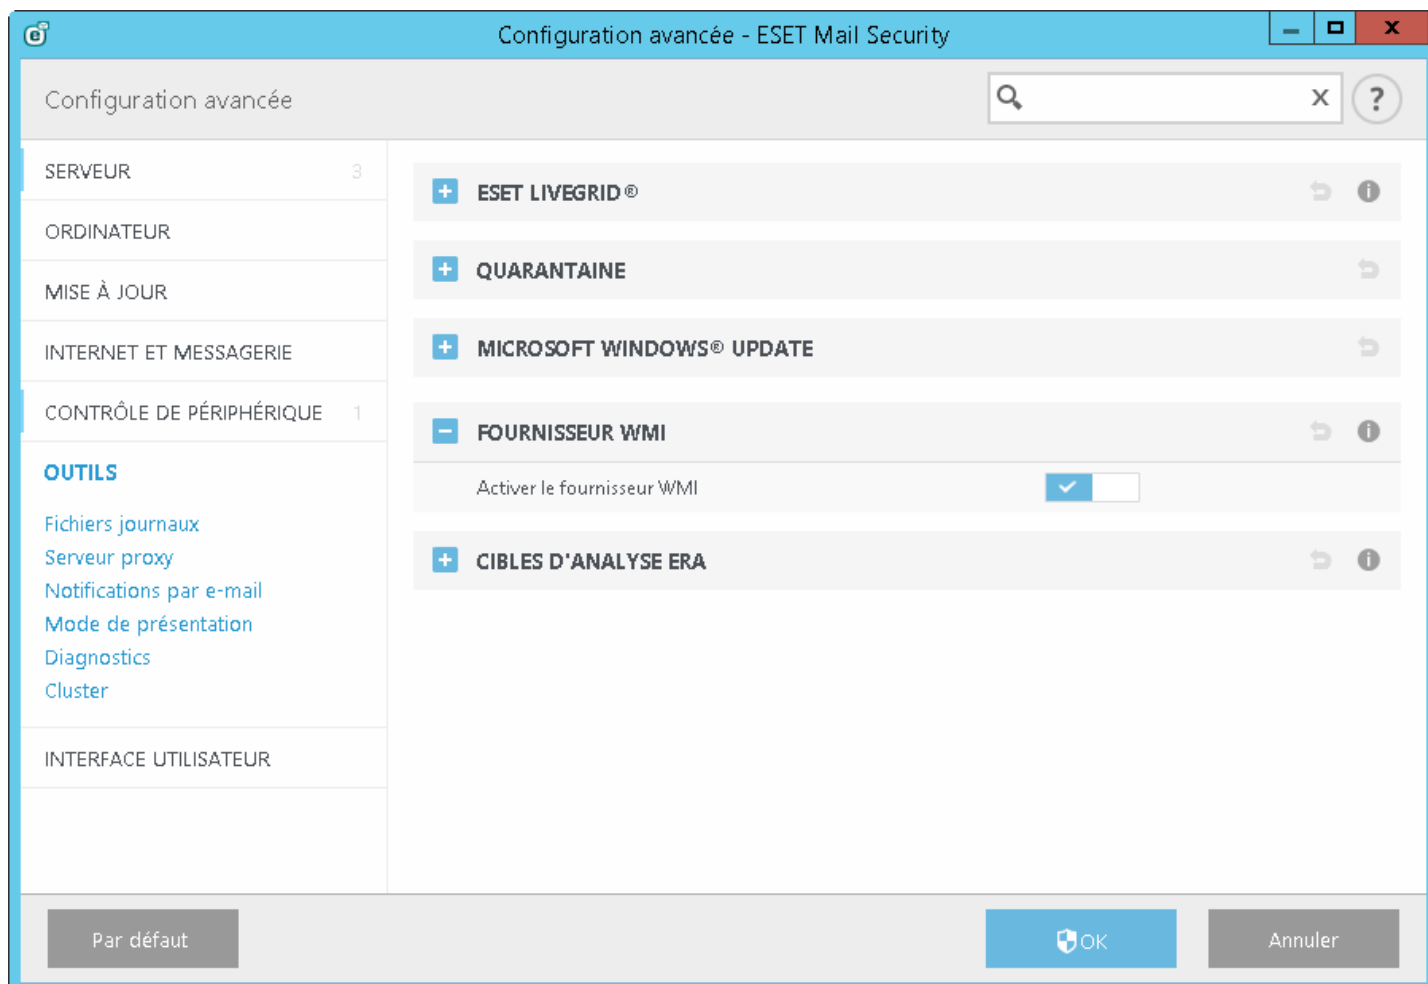 Configuration avancée - ESET Mail Security
Configuration avancée
SERVEUR 3
ORDINATEUR
MISE À JOUR
INTERNET ET MESSAGERIE
CONTRÔLE DE PÉRIPHÉRIQUE 1
OUTILS
Fichiers journaux
Serveur proxy
Notifications par e-mail
Mode de présentation
Diagnostics
Cluster
INTERFACE UTILISATEUR
ESET LIVEGRID®
QUARANTAINE
MICROSOFT WINDOWS® UPDATE
FOURNISSEUR WMI
Activer le fournisseur WMI
CIBLES D'ANALYSE ERA
Par défaut
OK
Annuler